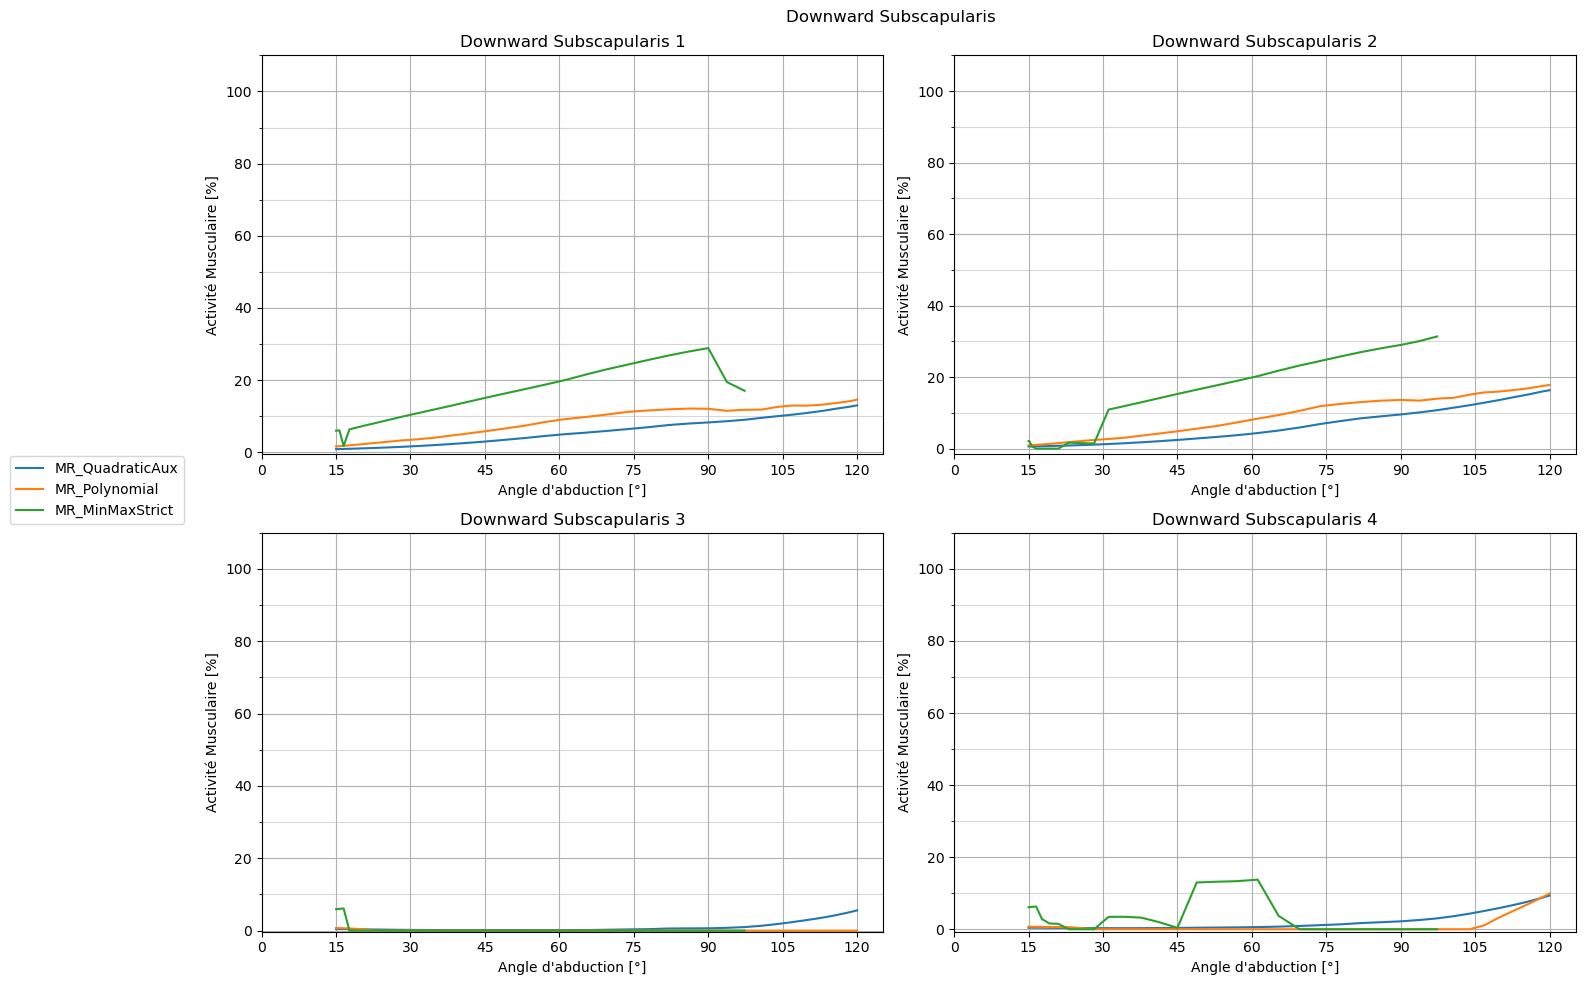 Downward Subscapularis
Downward Subscapularis 1
100
80
60
40
20
0
Activité Musculaire [%]
0 15 30 45 60 75 90 105 120
Angle d'abduction [°]
Downward Subscapularis 2
100
80
60
40
20
0
Activité Musculaire [%]
0 15 30 45 60 75 90 105 120
Angle d'abduction [°]
MR_QuadraticAux
MR_Polynomial
MR_MinMaxStrict
Downward Subscapularis 3
100
80
60
40
20
0
Activité Musculaire [%]
0 15 30 45 60 75 90 105 120
Angle d'abduction [°]
Downward Subscapularis 4
100
80
60
40
20
0
Activité Musculaire [%]
0 15 30 45 60 75 90 105 120
Angle d'abduction [°]